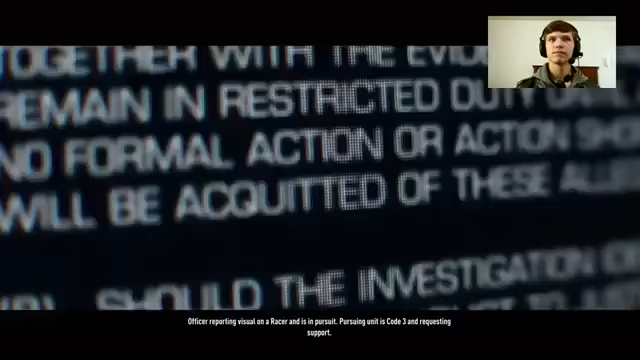 TOGETHER WITH THE
REMAIN IN RESTRICTED DUTY
NO FORMAL ACTION OR ACTION
WILL BE ACQUITTED OF THESE
SHOULD THE INVESTIGATION
Officer reporting visual on a Racer and is in pursuit. Pursuing unit is Code 3 and requesting
support.